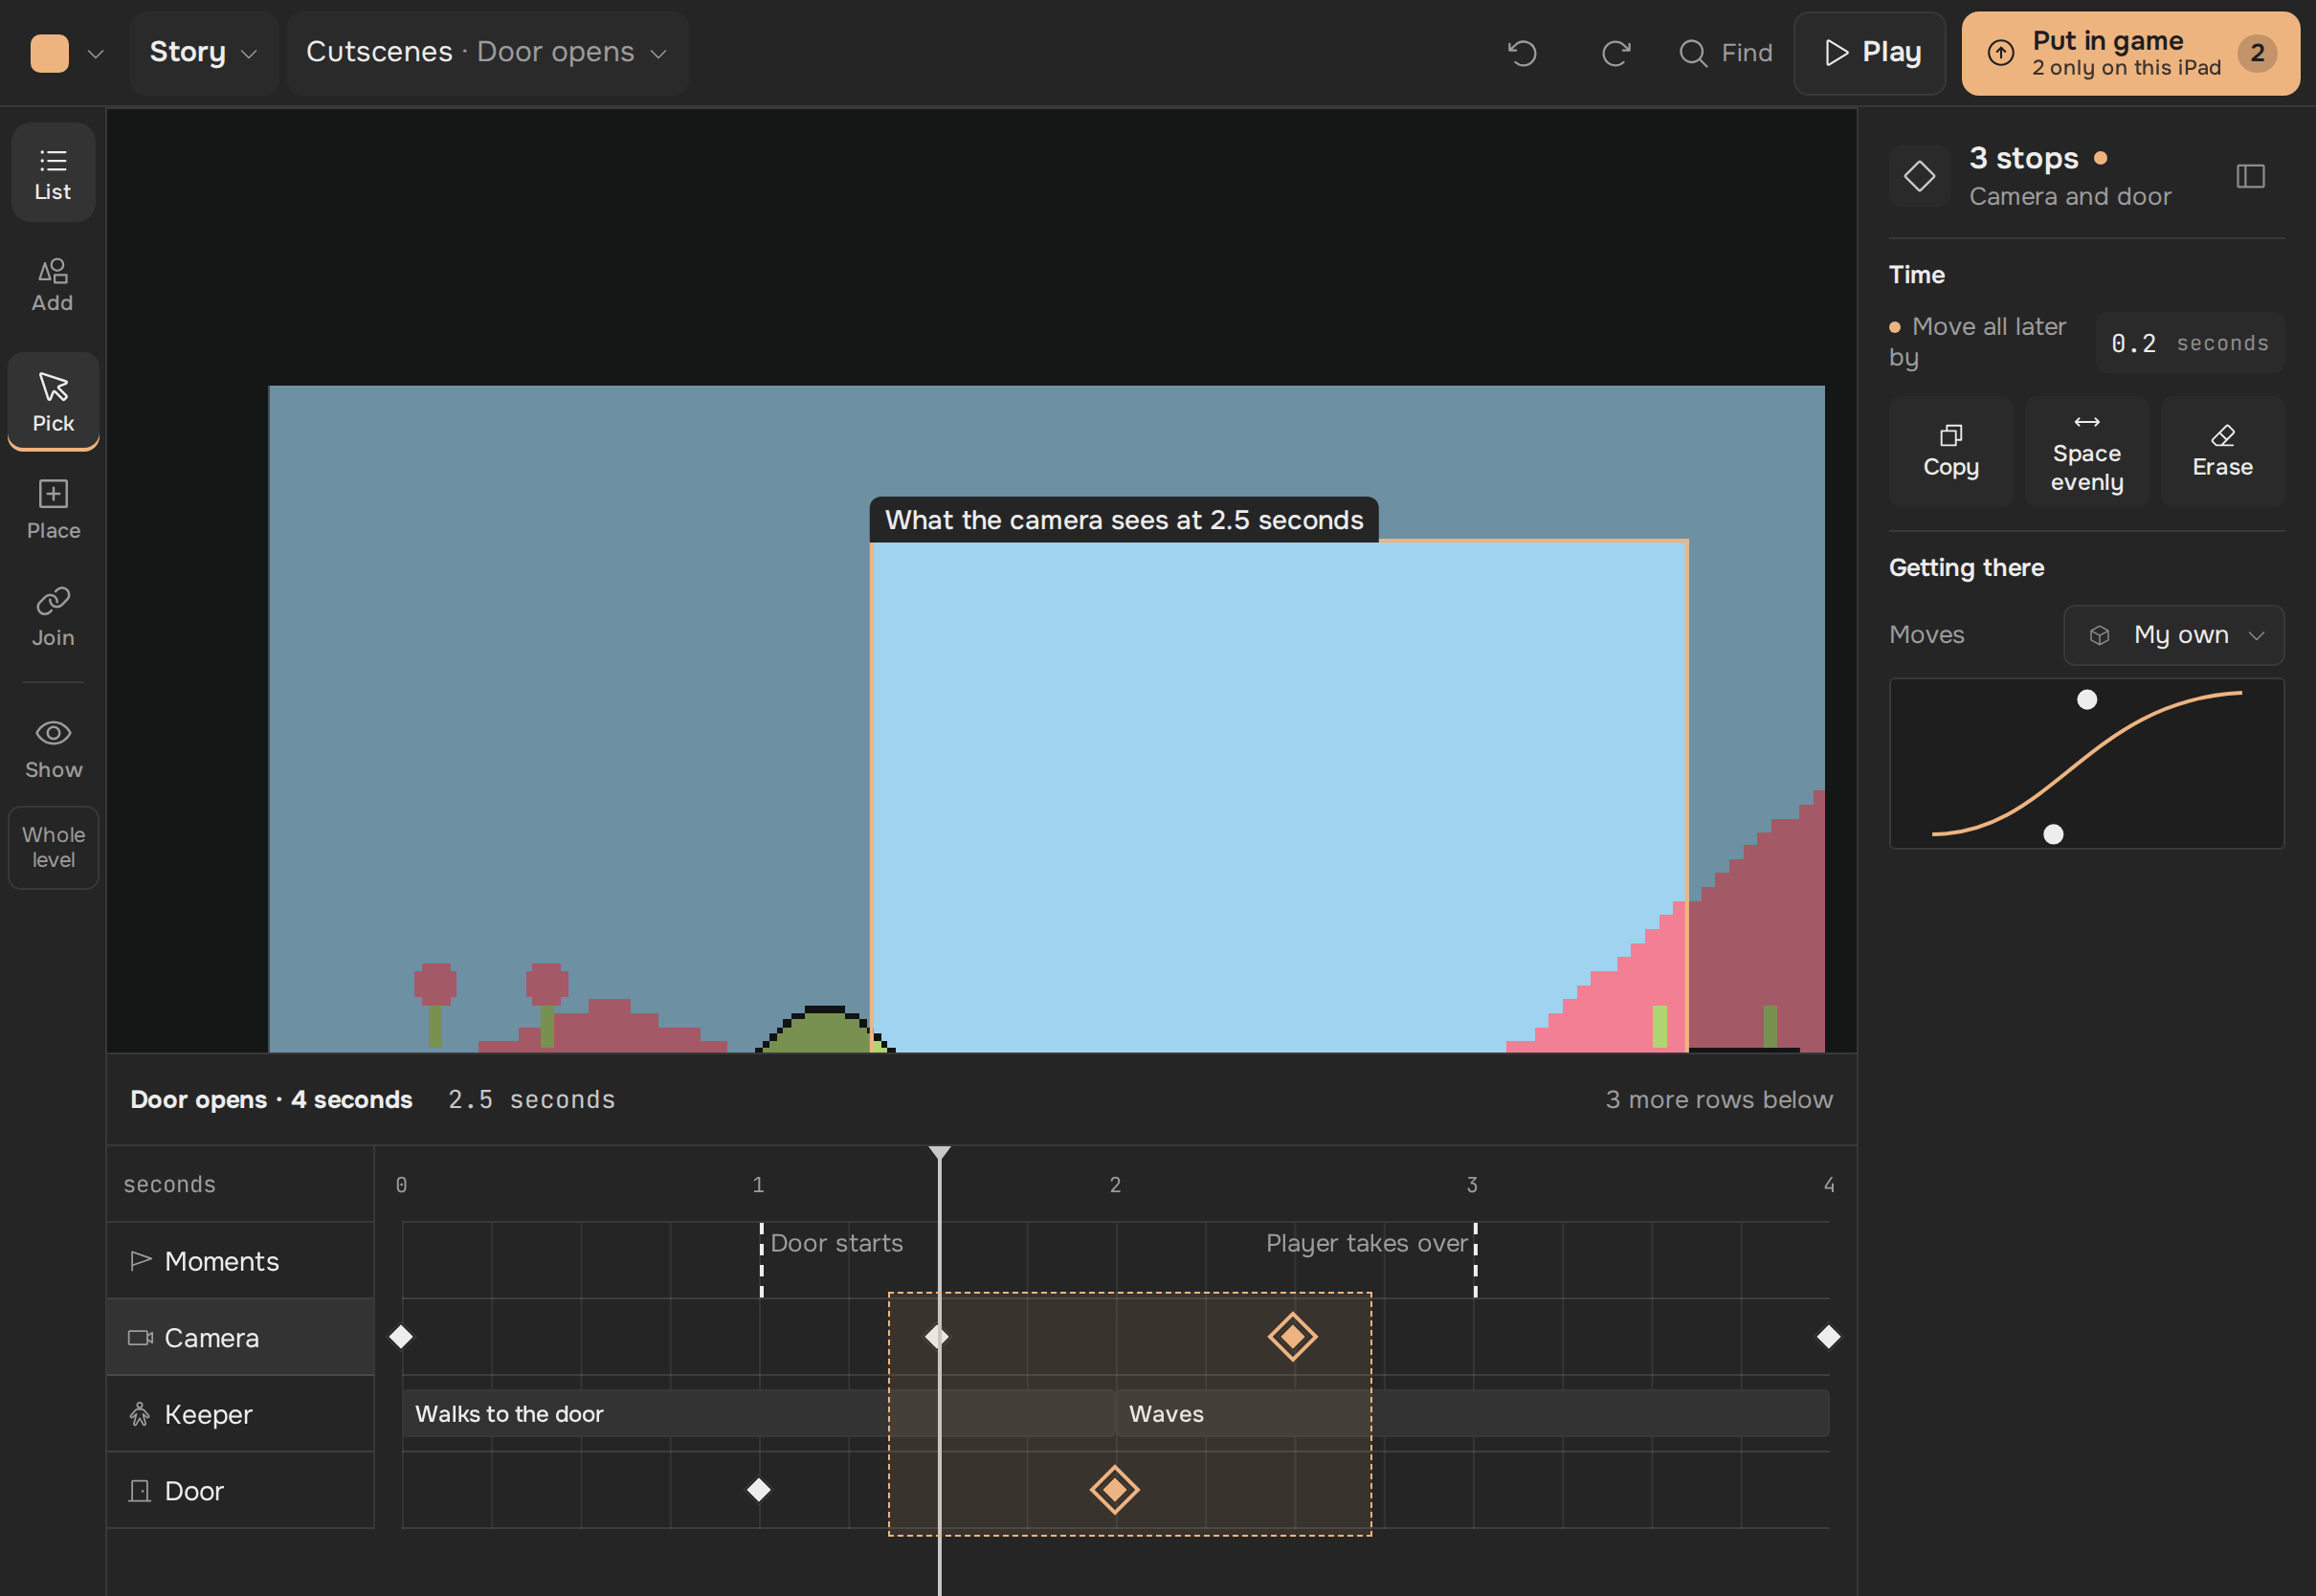 Story
Cutscenes · Door opens
Find
Play
Put in game
2 only on this iPad
2
List
Add
Pick
Place
Join
Show
Whole
level
What the camera sees at 2.5 seconds
3 stops
Camera and door
Time
Move all later
by
0.2 seconds
Copy
Space
evenly
Erase
Getting there
Moves
My own
Door opens · 4 seconds
2.5 seconds
3 more rows below
seconds
0
1
2
3
4
Moments
Door starts
Player takes over
Camera
Keeper
Walks to the door
Waves
Door